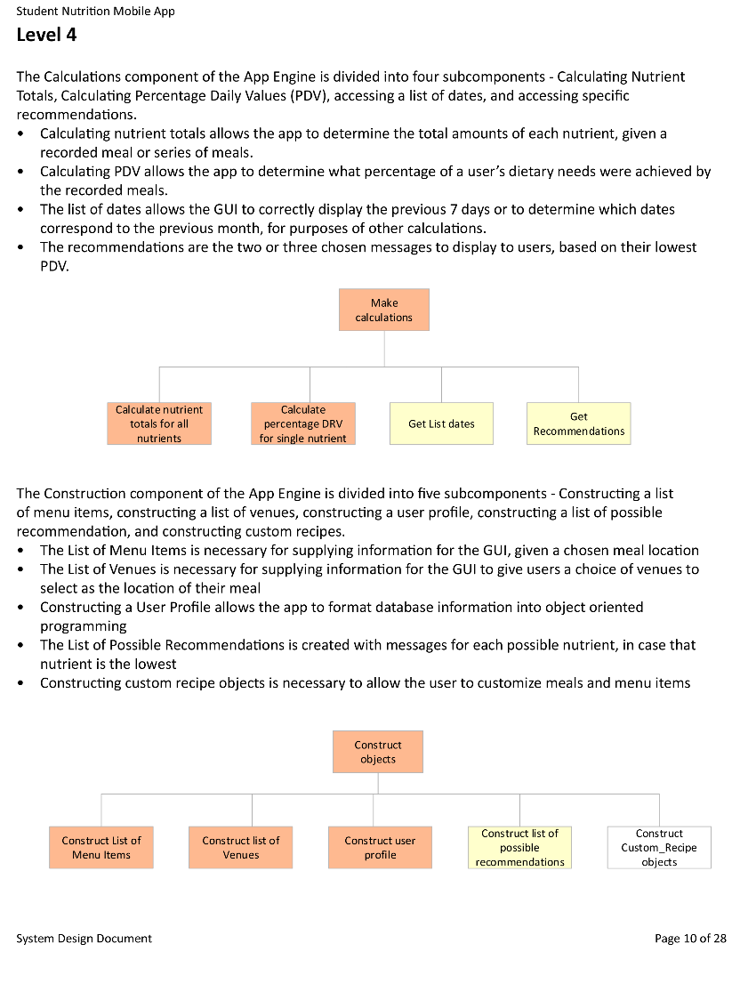 Student Nutrition Mobile App
Level 4
The Calculations component of the App Engine is divided into four subcomponents - Calculating Nutrient
Totals, Calculating Percentage Daily Values (PDV), accessing a list of dates, and accessing specific
recommendations.
• Calculating nutrient totals allows the app to determine the total amounts of each nutrient, given a
recorded meal or series of meals.
• Calculating PDV allows the app to determine what percentage of a user’s dietary needs were achieved by
the recorded meals.
• The list of dates allows the GUI to correctly display the previous 7 days or to determine which dates
correspond to the previous month, for purposes of other calculations.
• The recommendations are the two or three chosen messages to display to users, based on their lowest
PDV.
Make
calculations
Calculate nutrient
totals for all
nutrients
Calculate
percentage DRV
for single nutrient
Get List dates
Get
Recommendations
The Construction component of the App Engine is divided into five subcomponents - Constructing a list
of menu items, constructing a list of venues, constructing a user profile, constructing a list of possible
recommendation, and constructing custom recipes.
• The List of Menu Items is necessary for supplying information for the GUI, given a chosen meal location
• The List of Venues is necessary for supplying information for the GUI to give users a choice of venues to
select as the location of their meal
• Constructing a User Profile allows the app to format database information into object oriented
programming
• The List of Possible Recommendations is created with messages for each possible nutrient, in case that
nutrient is the lowest
• Constructing custom recipe objects is necessary to allow the user to customize meals and menu items
Construct
objects
Construct List of
Menu Items
Construct list of
Venues
Construct user
profile
Construct list of
possible
recommendations
Construct
Custom_Recipe
objects
System Design Document
Page 10 of 28